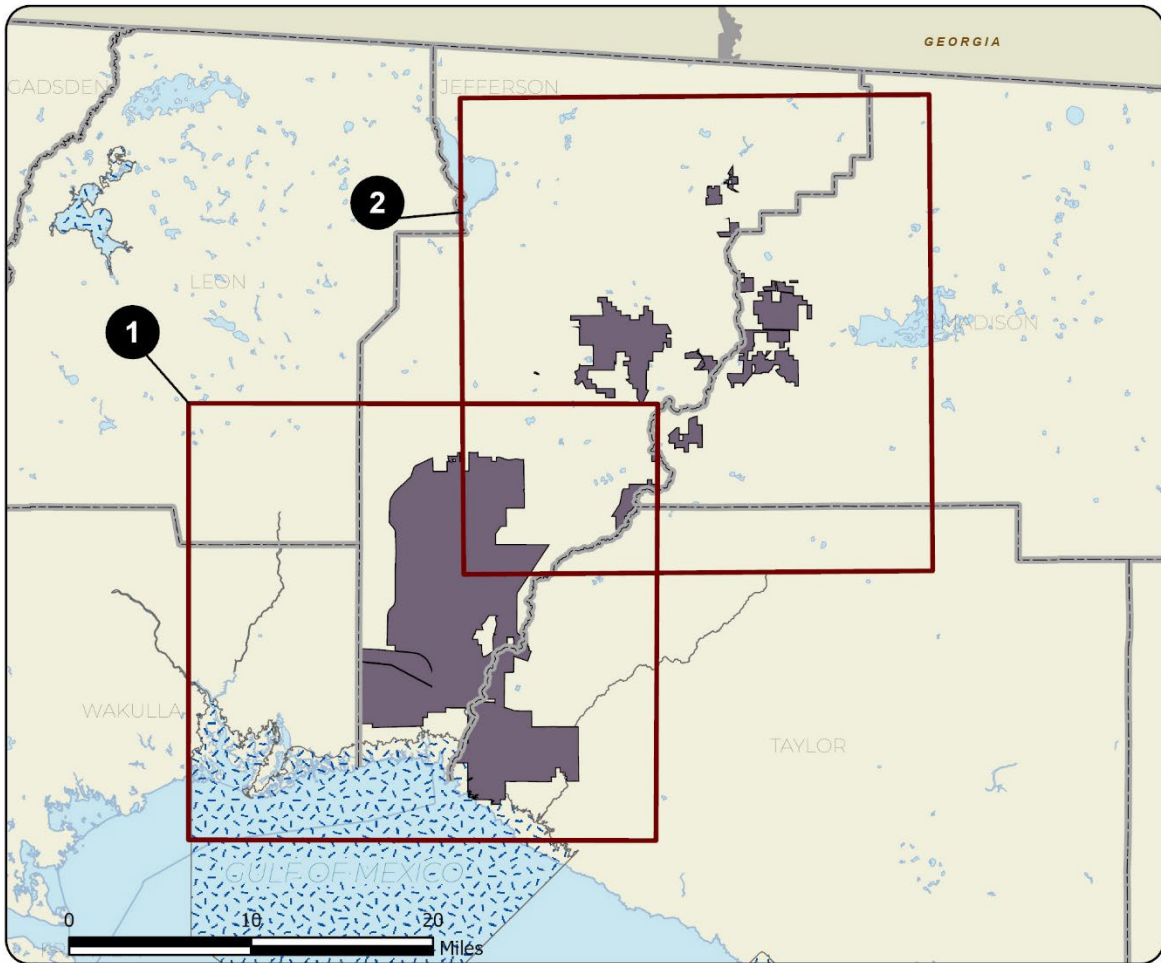 GEORGIA
GADSDEN
JEFFERSON
2
LEON
1
MADISON
WAKULLA
TAYLOR
GULF OF MEXICO
0 10 20
Miles